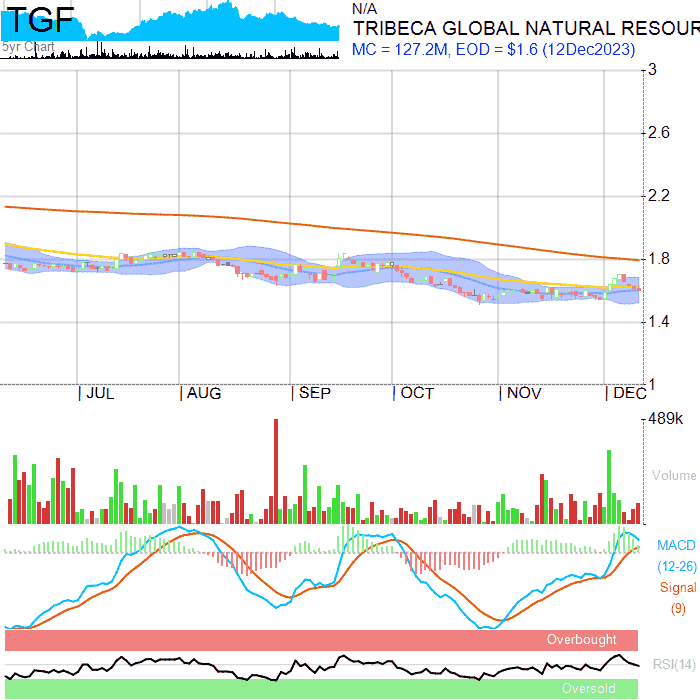 TGF
5yr Chart
N/A
TRIBECA GLOBAL NATURAL RESOUR
MC = 127.2M, EOD = $1.6 (12Dec2023)
3
2.6
2.2
1.8
1.4
1
JUL
AUG
SEP
OCT
NOV
DEC
489k
Volume
MACD
(12-26)
Signal
(9)
Overbought
RSI(14)
Oversold